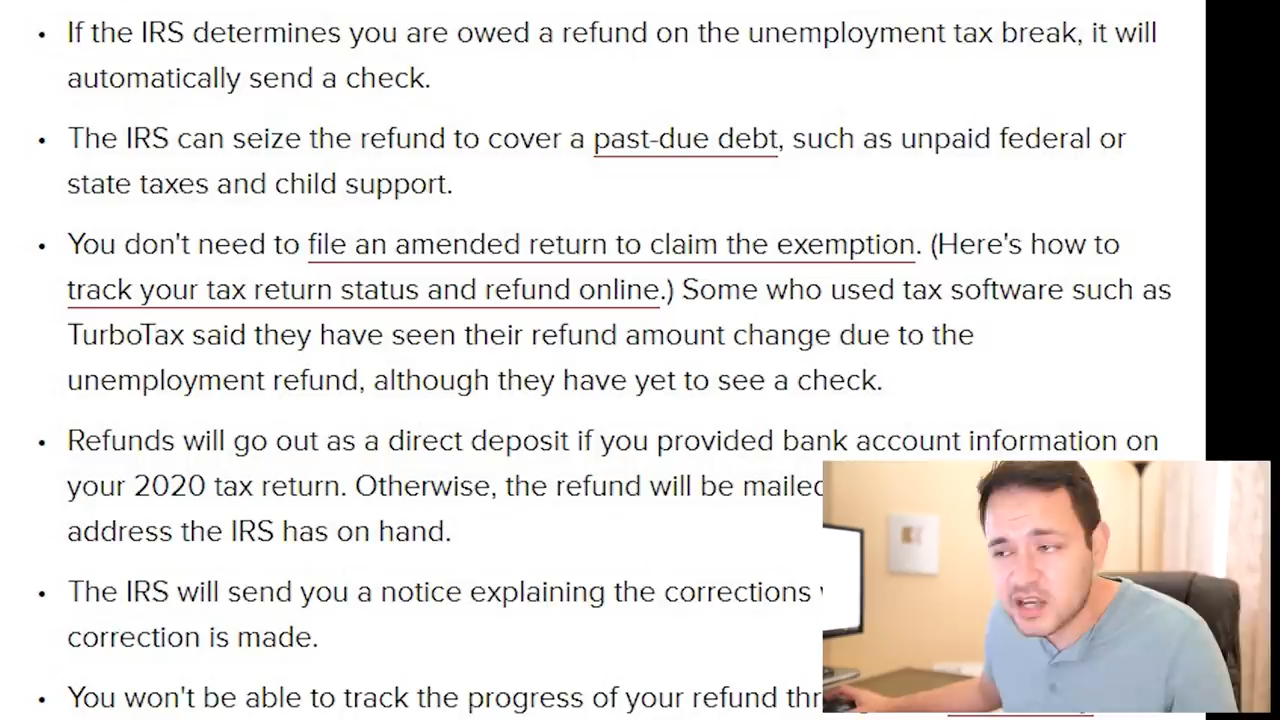 • If the IRS determines you are owed a refund on the unemployment tax break, it will
automatically send a check.
• The IRS can seize the refund to cover a past-due debt, such as unpaid federal or
state taxes and child support.
• You don't need to file an amended return to claim the exemption. (Here's how to
track your tax return status and refund online.) Some who used tax software such as
TurboTax said they have seen their refund amount change due to the
unemployment refund, although they have yet to see a check.
• Refunds will go out as a direct deposit if you provided bank account information on
your 2020 tax return. Otherwise, the refund will be mailed
address the IRS has on hand.
• The IRS will send you a notice explaining the corrections
correction is made.
• You won't be able to track the progress of your refund